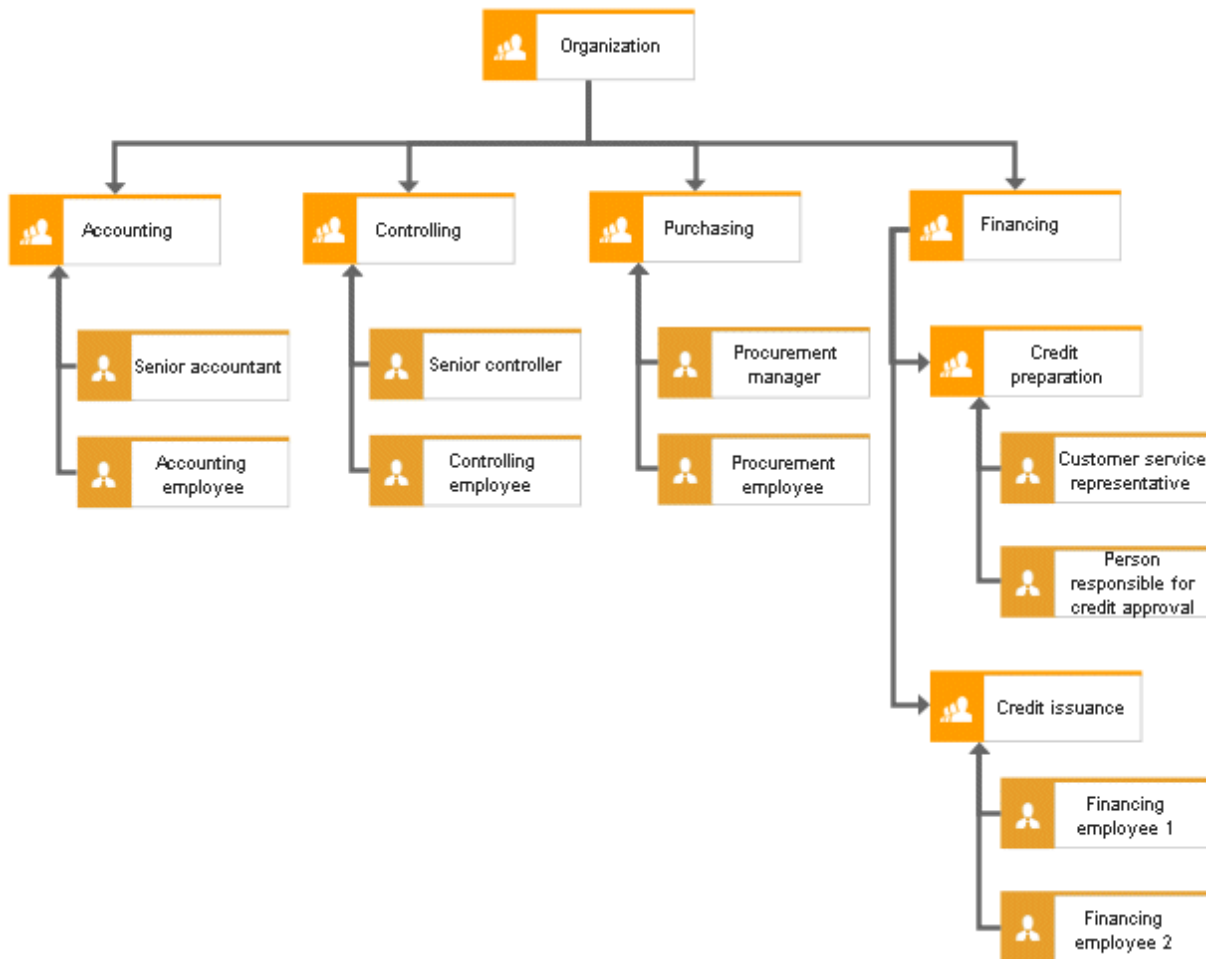 Organization
Accounting
Controlling
Purchasing
Financing
Senior accountant
Senior controller
Procurement
manager
Credit
preparation
Accounting
employee
Controlling
employee
Procurement
employee
Customer service
representative
Person
responsible for
credit approval
Credit issuance
Financing
employee 1
Financing
employee 2